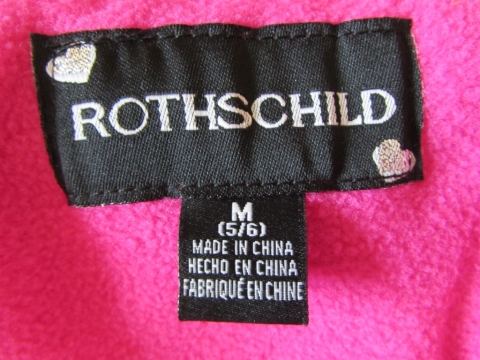 ROTHSCHILD
M
(5/6)
MADE IN CHINA
HECHO EN CHINA
FABRIQUÉ EN CHINE